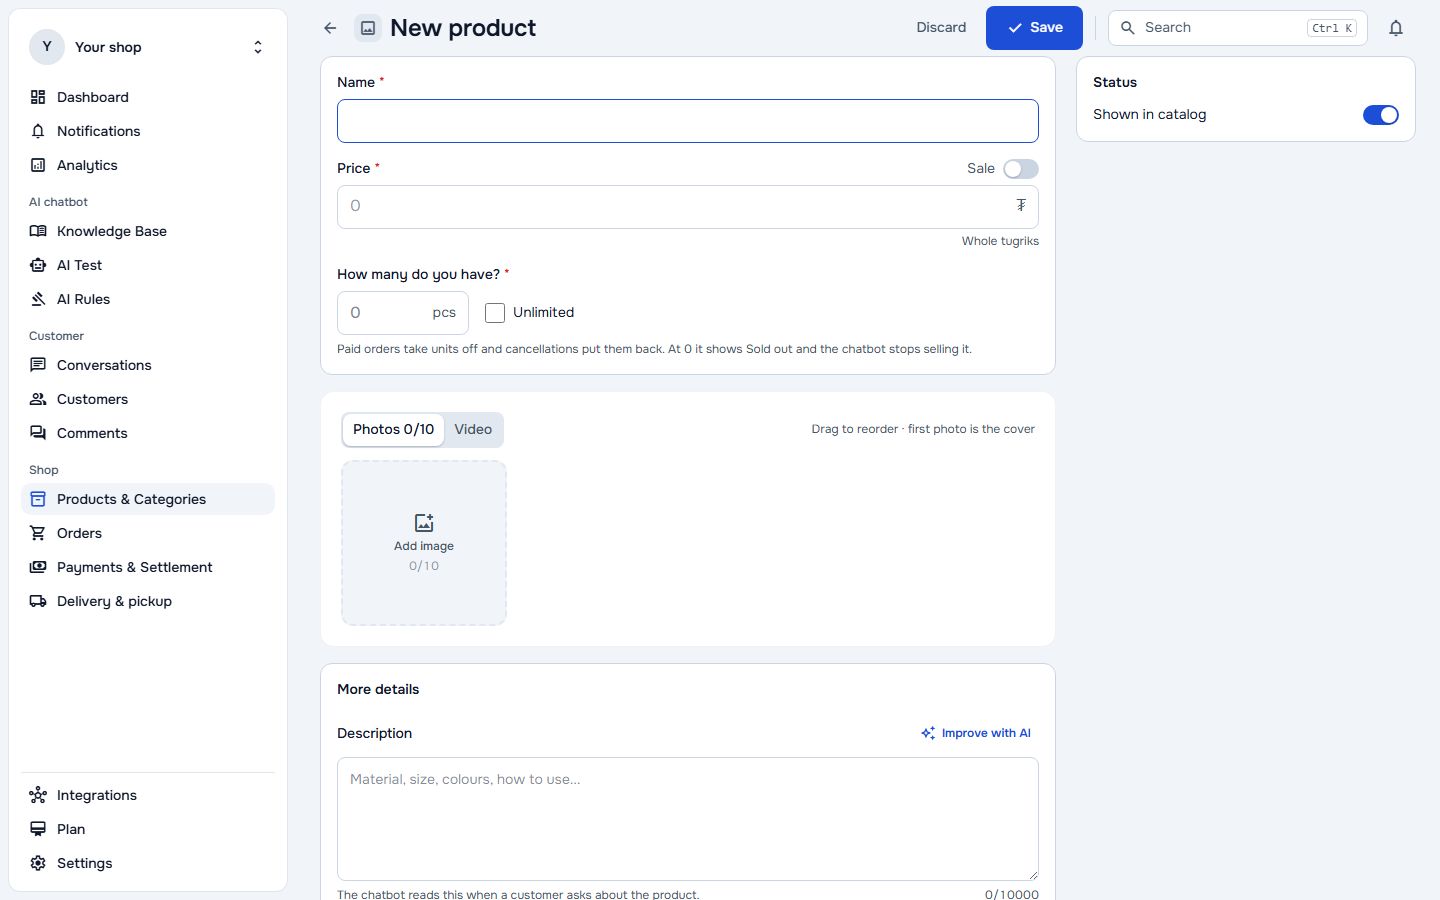 Y
Your shop
Dashboard
Notifications
Analytics
AI chatbot
Knowledge Base
AI Test
AI Rules
Customer
Conversations
Customers
Comments
Shop
Products & Categories
Orders
Payments & Settlement
Delivery & pickup
Integrations
Plan
Settings
New product
Discard
Save
Search
Ctrl K
Name *
Price *
Sale
0
₮
Whole tugriks
How many do you have? *
0 pcs
Unlimited
Paid orders take units off and cancellations put them back. At 0 it shows Sold out and the chatbot stops selling it.
Photos 0/10
Video
Drag to reorder · first photo is the cover
Add image
0/10
More details
Description
Improve with AI
Material, size, colours, how to use...
The chatbot reads this when a customer asks about the product.
0/10000
Status
Shown in catalog